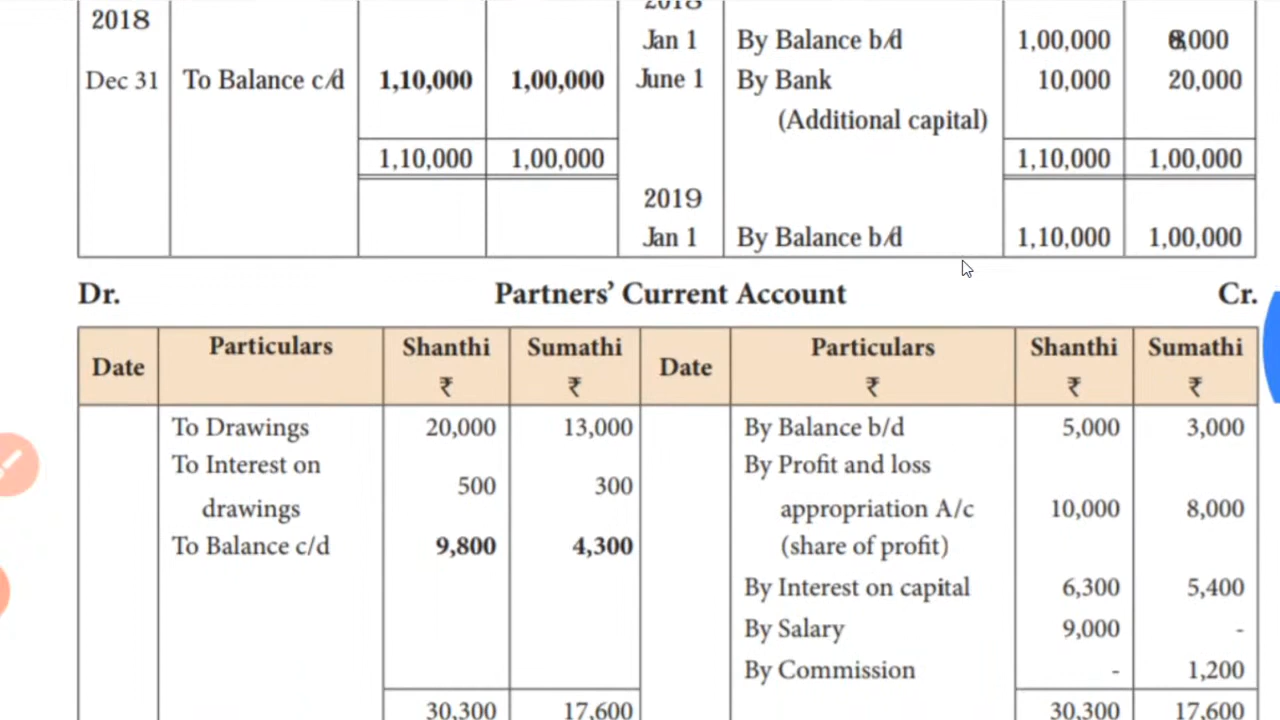 2018
2018
Jan 1 By Balance b/d 1,00,000
Dec 31 To Balance c/d 1,10,000 1,00,000 June 1 By Bank 10,000 20,000
(Additional capital)
1,10,000 1,00,000 1,10,000 1,00,000
2019
Jan 1 By Balance b/d 1,10,000 1,00,000
Dr. Partners’ Current Account Cr.
Date Particulars Shanthi ₹ Sumathi ₹ Date Particulars ₹ Shanthi ₹ Sumathi ₹
To Drawings 20,000 13,000 By Balance b/d 5,000 3,000
To Interest on By Profit and loss
drawings 500 300 appropriation A/c 10,000 8,000
To Balance c/d 9,800 4,300 (share of profit)
By Interest on capital 6,300 5,400
By Salary 9,000 -
By Commission - 1,200
30,300 17,600 30,300 17,600